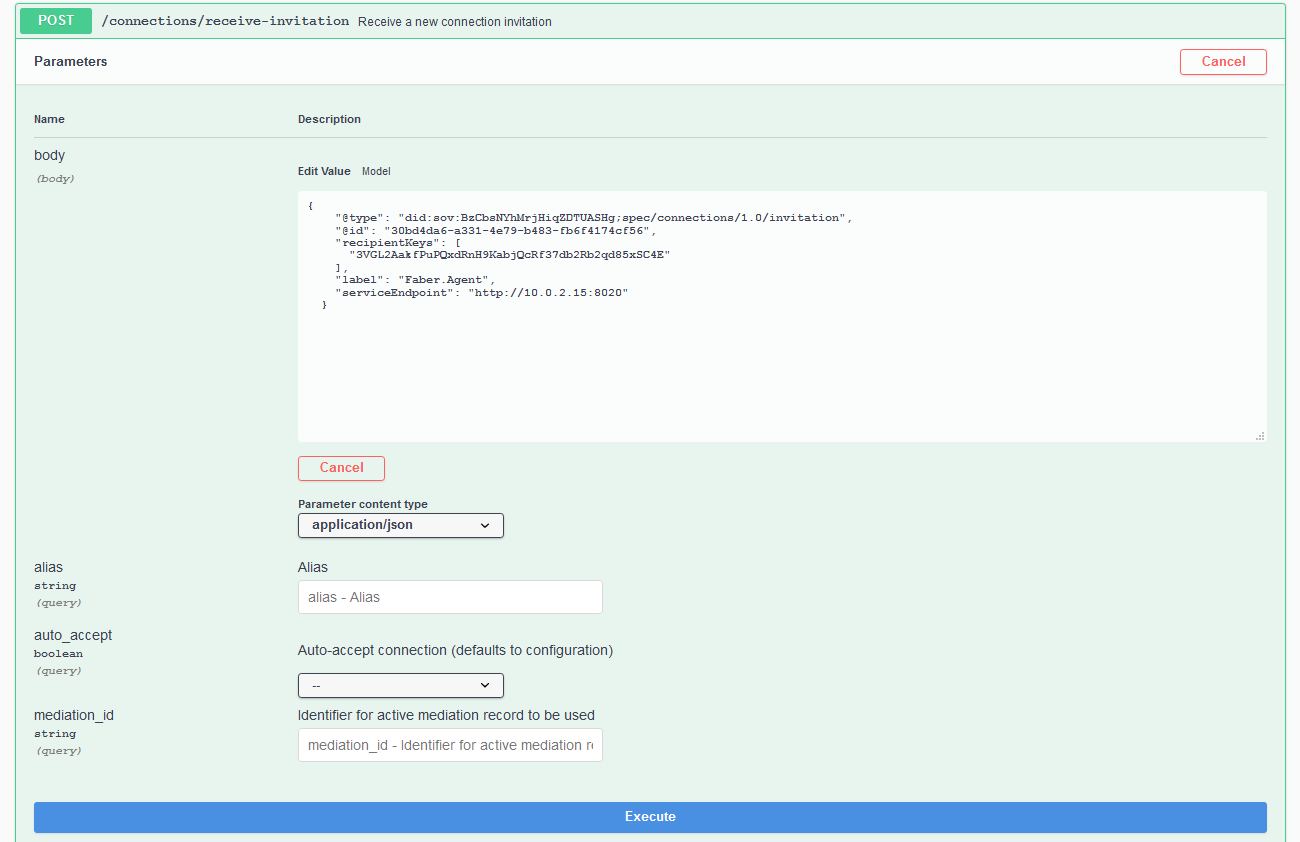 POST /connections/receive-invitation Receive a new connection invitation
Parameters
Cancel
Name Description
body
(body)
Edit Value Model
{
"@type": "did:sov:BzCbsNYhMrjHiqZDTUASHg;spec/connections/1.0/invitation",
"@id": "30bd4da6-a331-4e79-b483-fb6f4174cf56",
"recipientKeys": [
"3VGL2AakfPuPQxdRnH9KabjQcRf37db2Rb2qd85xSC4E"
],
"label": "Faber.Agent",
"serviceEndpoint": "http://10.0.2.15:8020"
}
Cancel
Parameter content type
application/json
alias
string
(query)
Alias
alias - Alias
auto_accept
boolean
(query)
Auto-accept connection (defaults to configuration)
--
mediation_id
string
(query)
Identifier for active mediation record to be used
mediation_id - Identifier for active mediation re
Execute